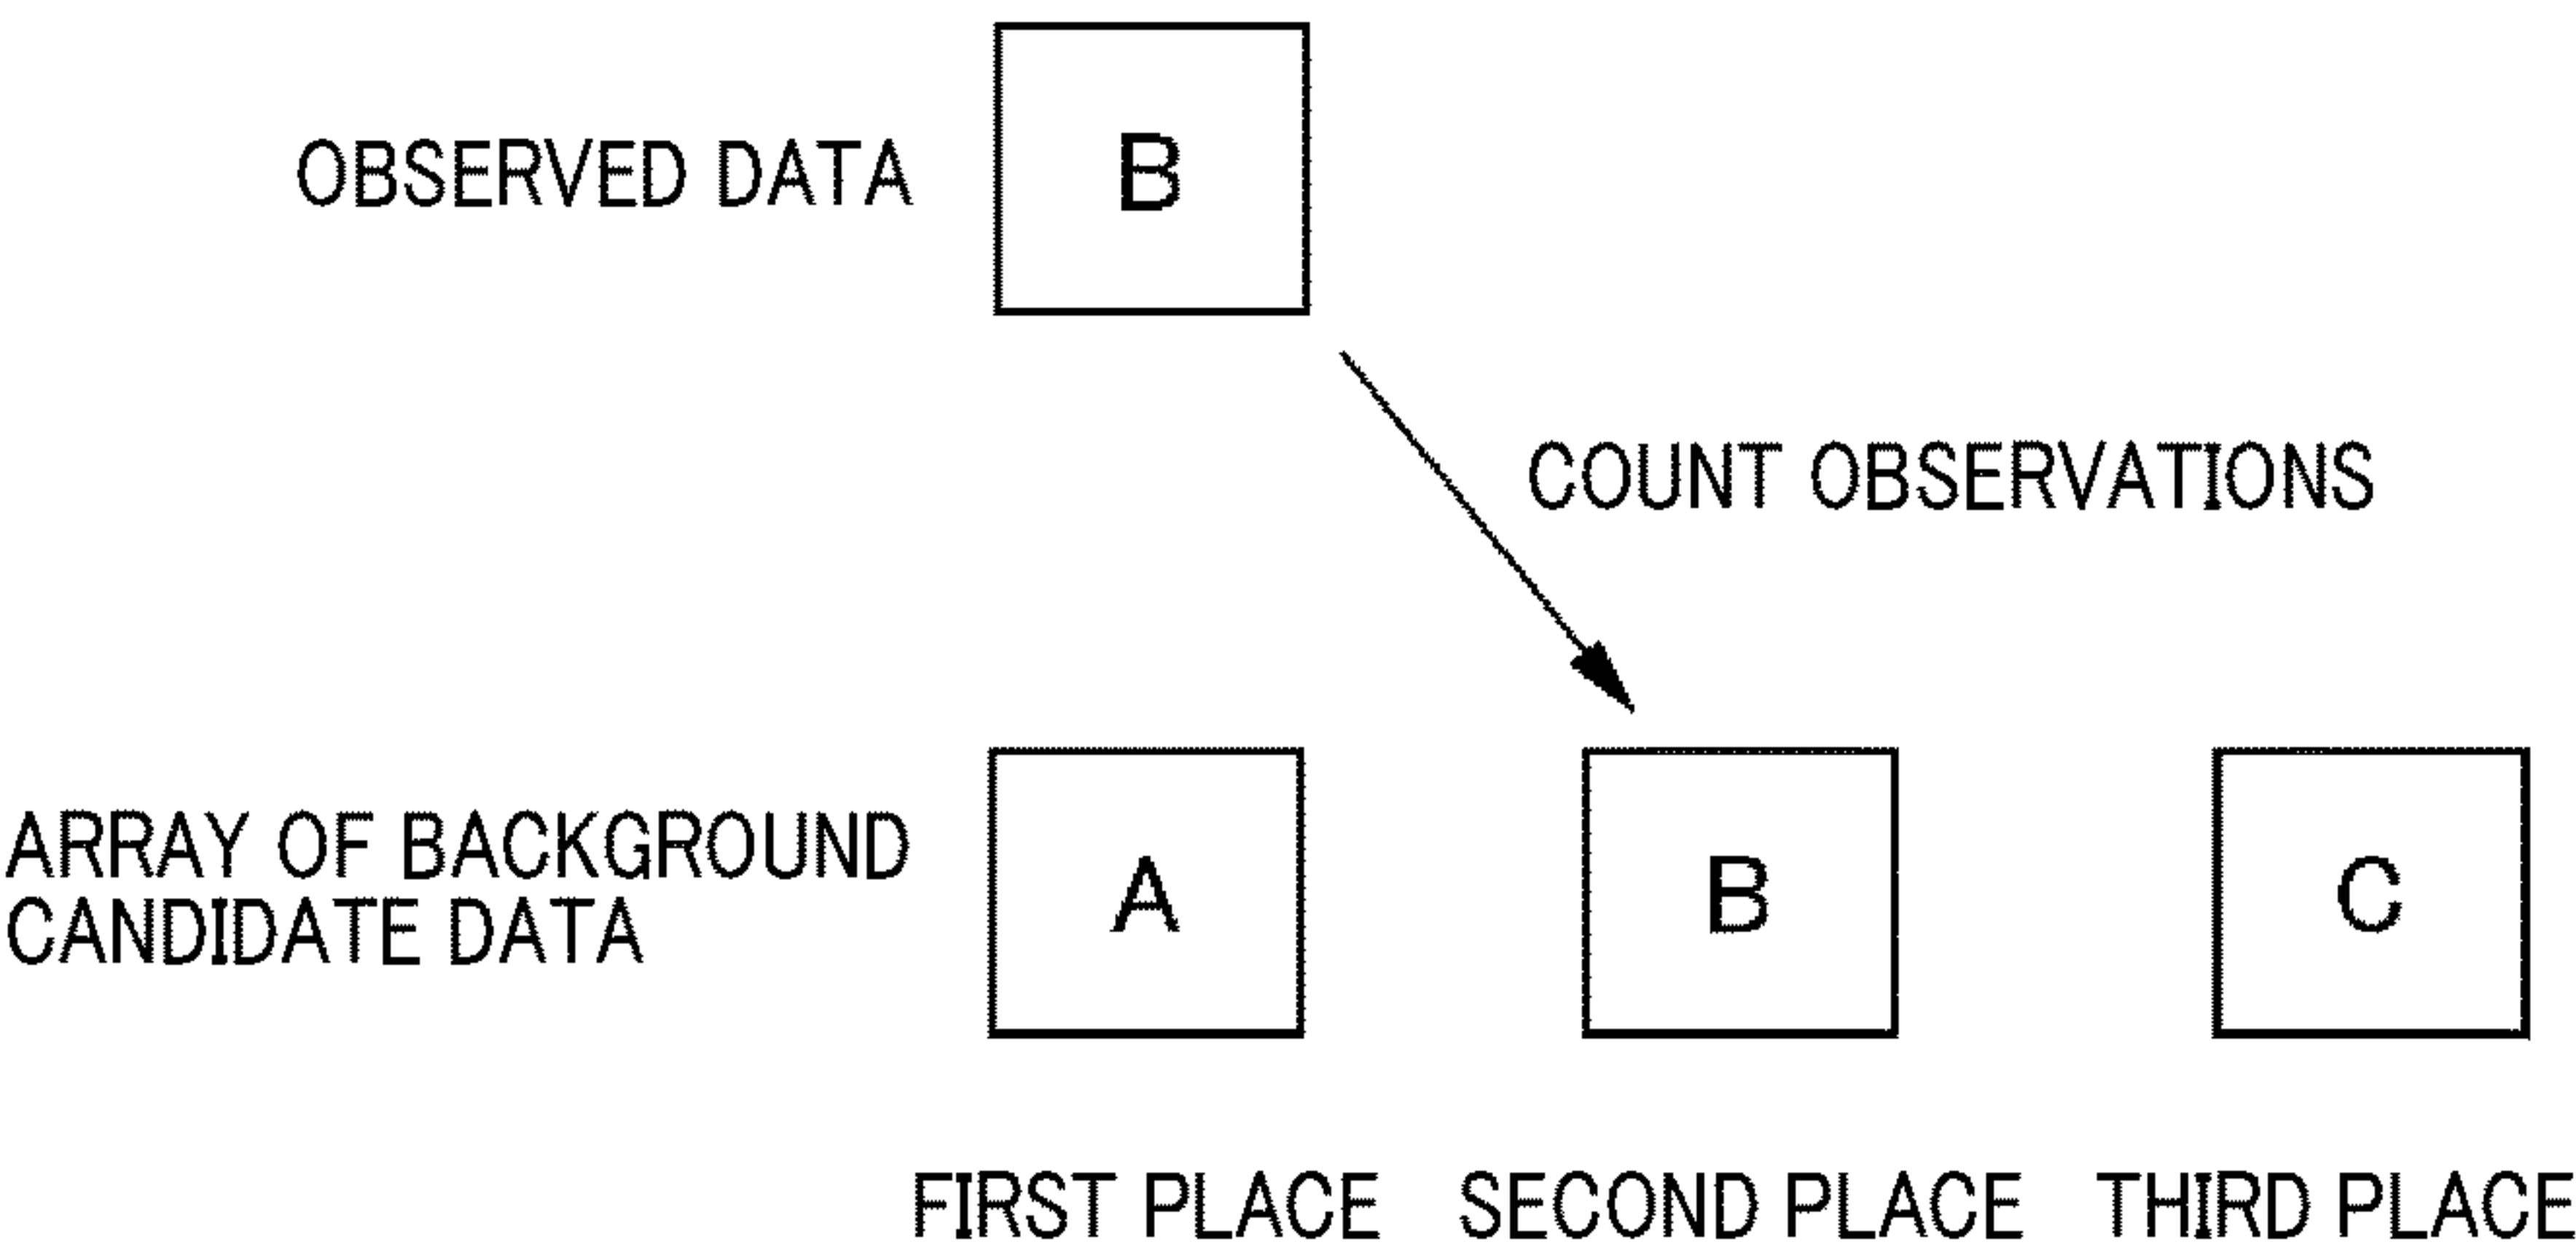 OBSERVED DATA B
COUNT OBSERVATIONS
ARRAY OF BACKGROUND
CANDIDATE DATA
A B C
FIRST PLACE SECOND PLACE THIRD PLACE